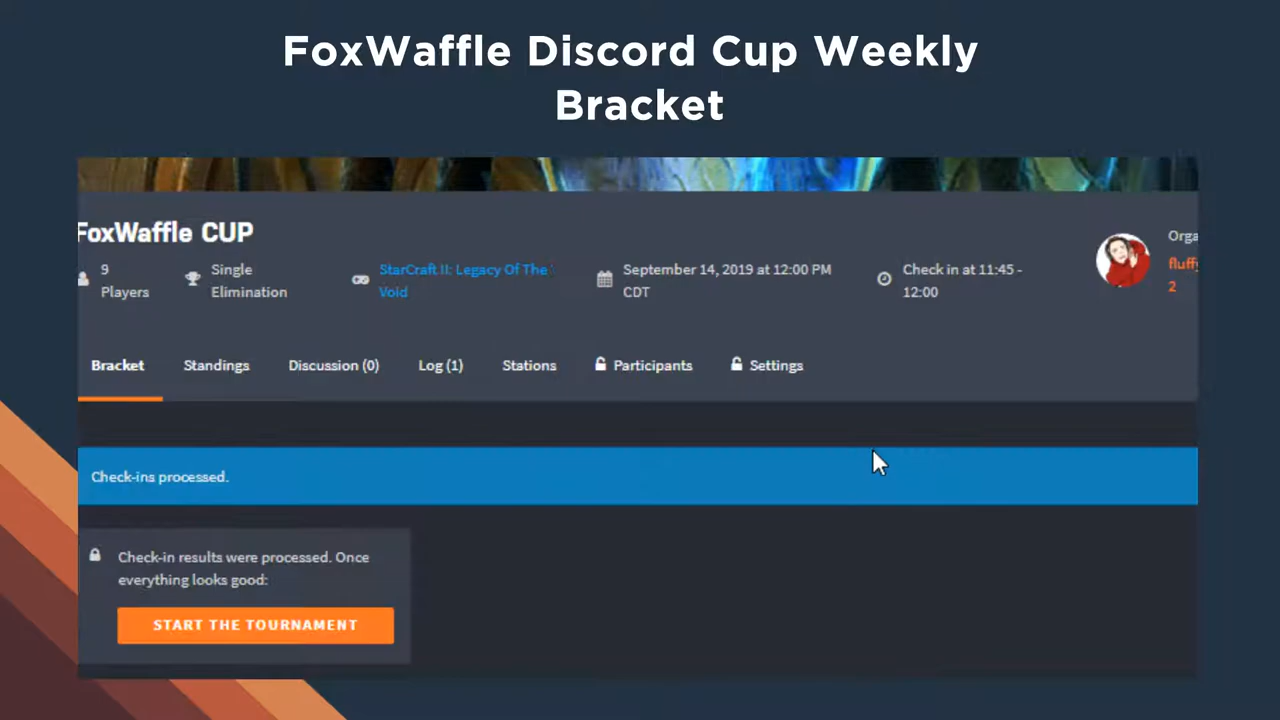 FoxWaffle Discord Cup Weekly
Bracket
FoxWaffle CUP
9
Players
Single
Elimination
StarCraft II: Legacy Of The
Void
September 14, 2019 at 12:00 PM
CDT
Check in at 11:45 -
12:00
Orga
fluffy
2
Bracket
Standings
Discussion (0)
Log (1)
Stations
Participants
Settings
Check-ins processed.
Check-in results were processed. Once
everything looks good:
START THE TOURNAMENT